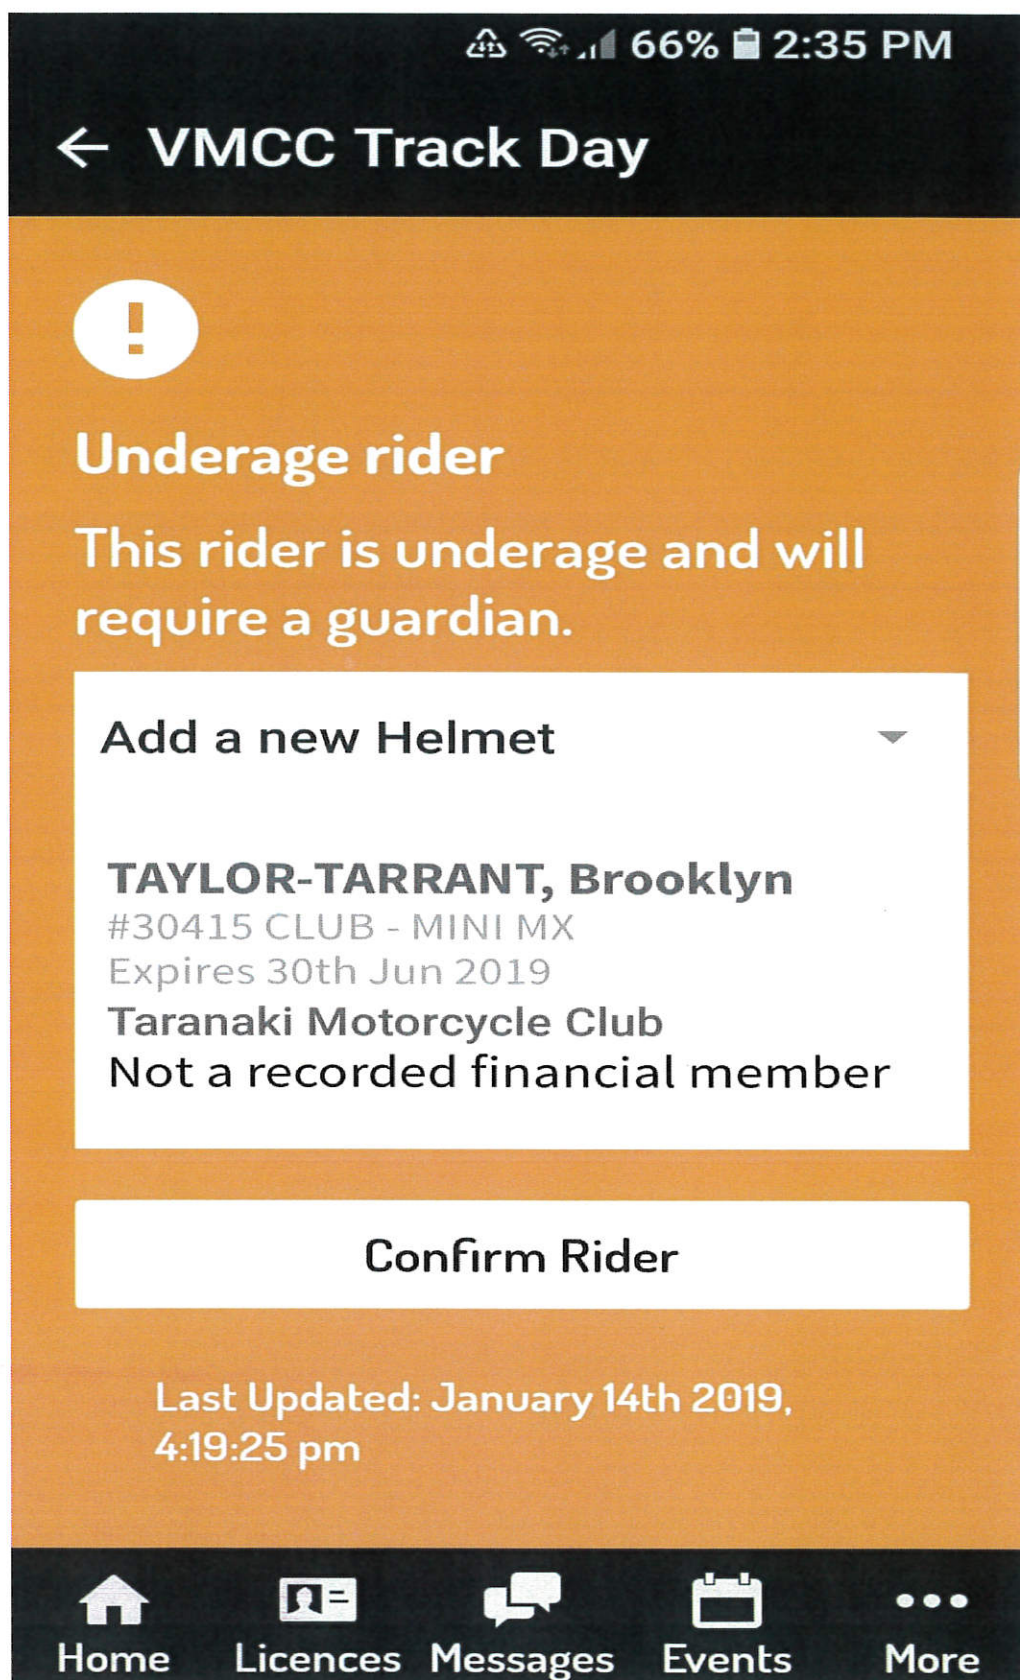 66% 2:35 PM
VMCC Track Day
!
Underage rider
This rider is underage and will
require a guardian.
Add a new Helmet
TAYLOR-TARRANT, Brooklyn
#30415 CLUB - MINI MX
Expires 30th Jun 2019
Taranaki Motorcycle Club
Not a recorded financial member
Confirm Rider
Last Updated: January 14th 2019,
4:19:25 pm
Home Licences Messages Events More